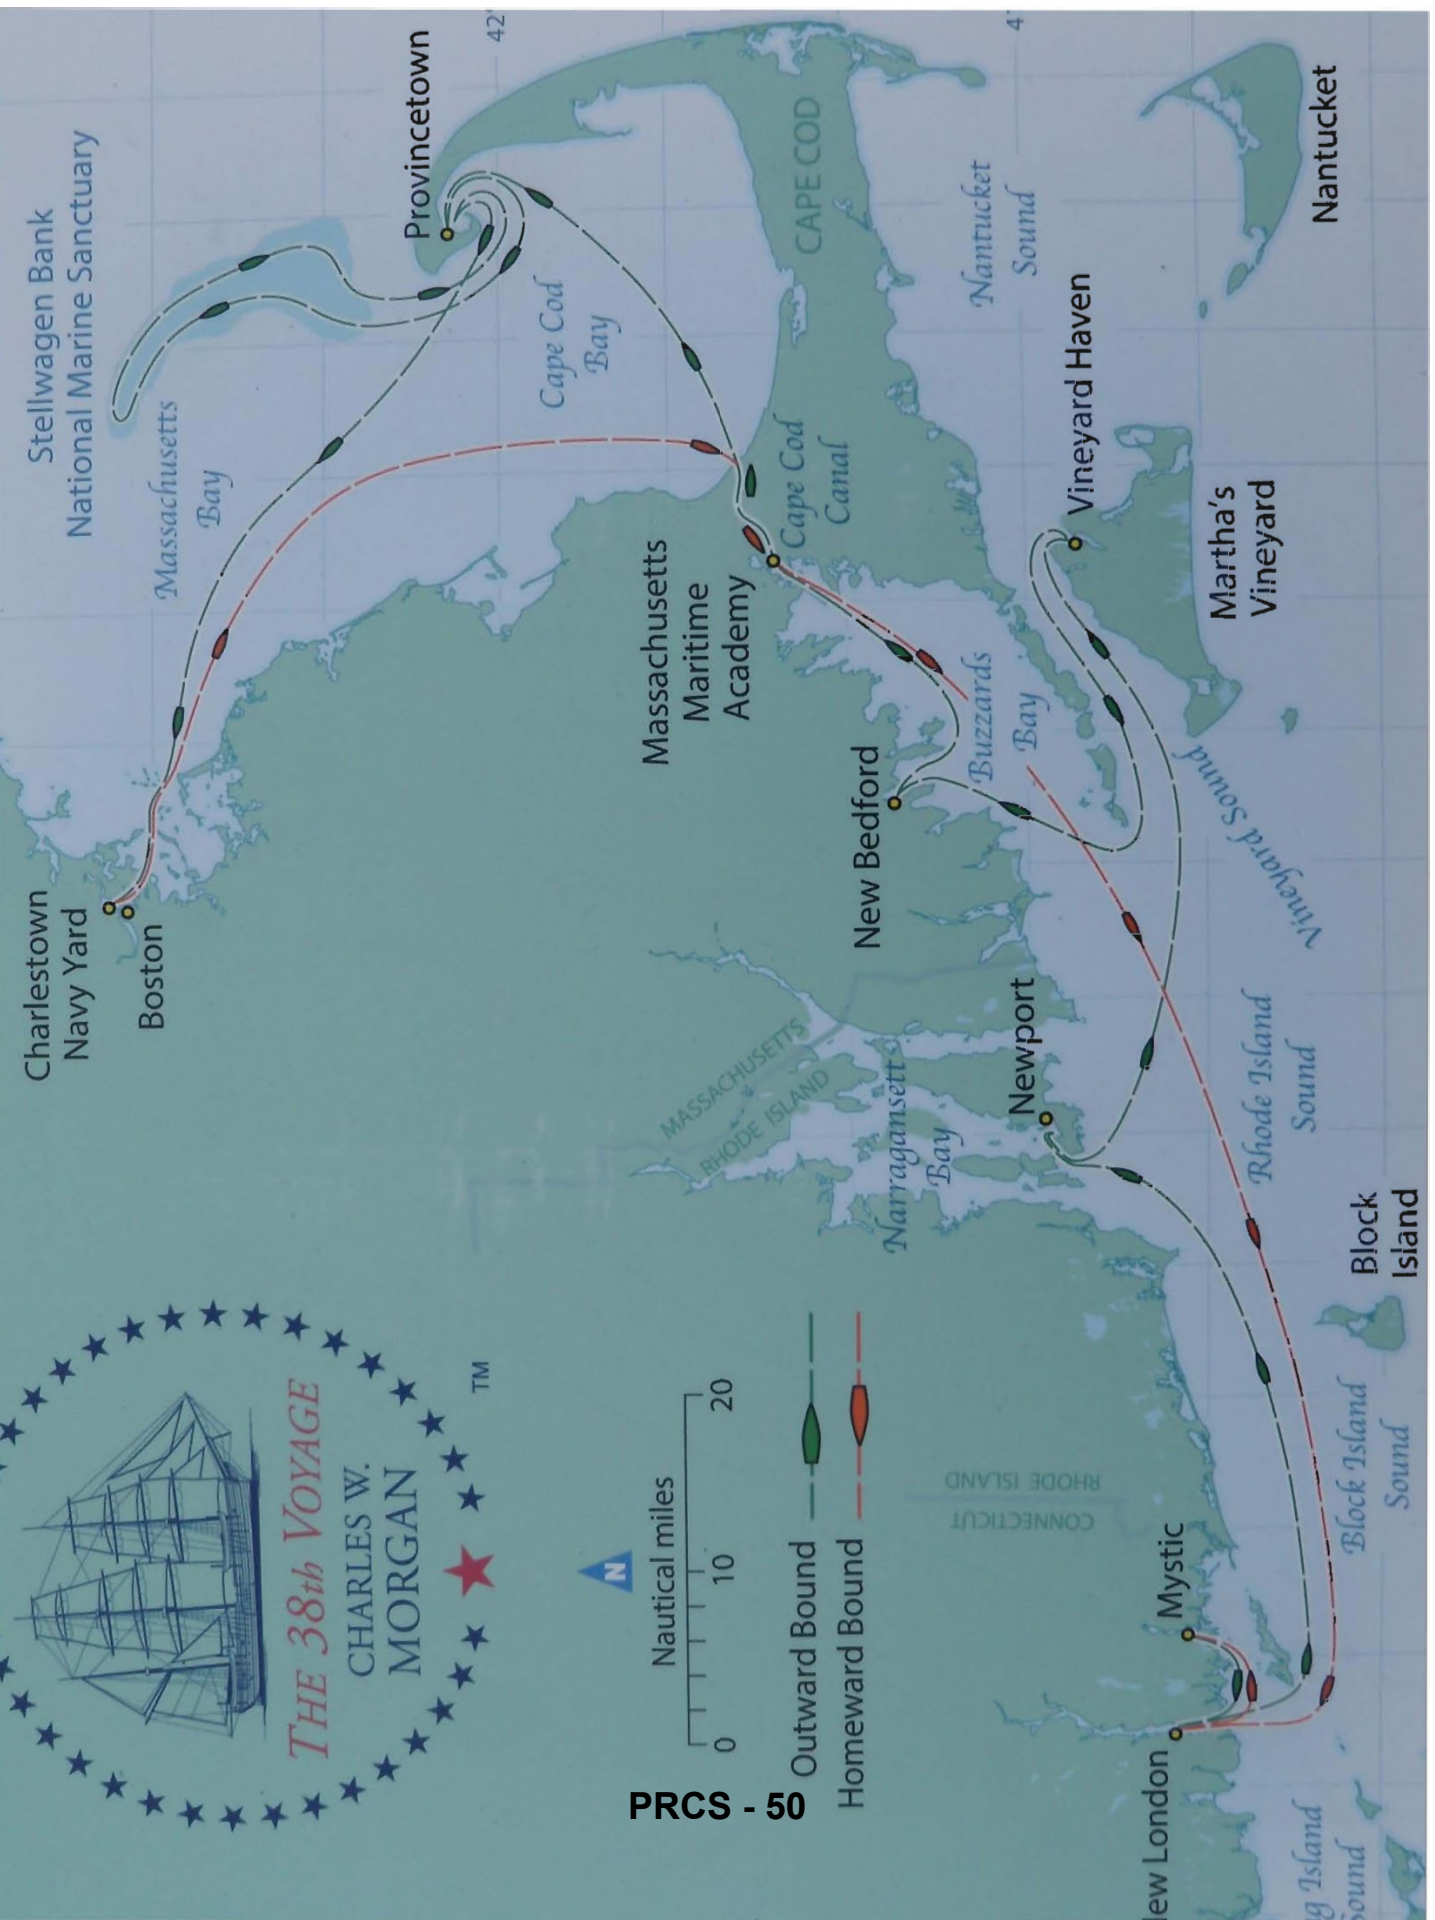 THE 38th VOYAGE
CHARLES W.
MORGAN
TM
N
Nautical miles
0 10 20
Outward Bound
Homeward Bound
Charlestown
Navy Yard
Boston
Stellwagen Bank
National Marine Sanctuary
Massachusetts
Bay
Provincetown
42°
Cape Cod
Bay
CAPE COD
Cape Cod
Canal
Massachusetts
Maritime
Academy
New Bedford
Buzzards
Bay
Nantucket
Sound
Nantucket
Vineyard Haven
Martha's
Vineyard
Vineyard Sound
MASSACHUSETTS
RHODE ISLAND
Narragansett
Bay
Newport
Rhode Island
Sound
Block
Island
Block Island
Sound
CONNECTICUT
RHODE ISLAND
Mystic
ew London
g Island
ound
4
PRCS - 50